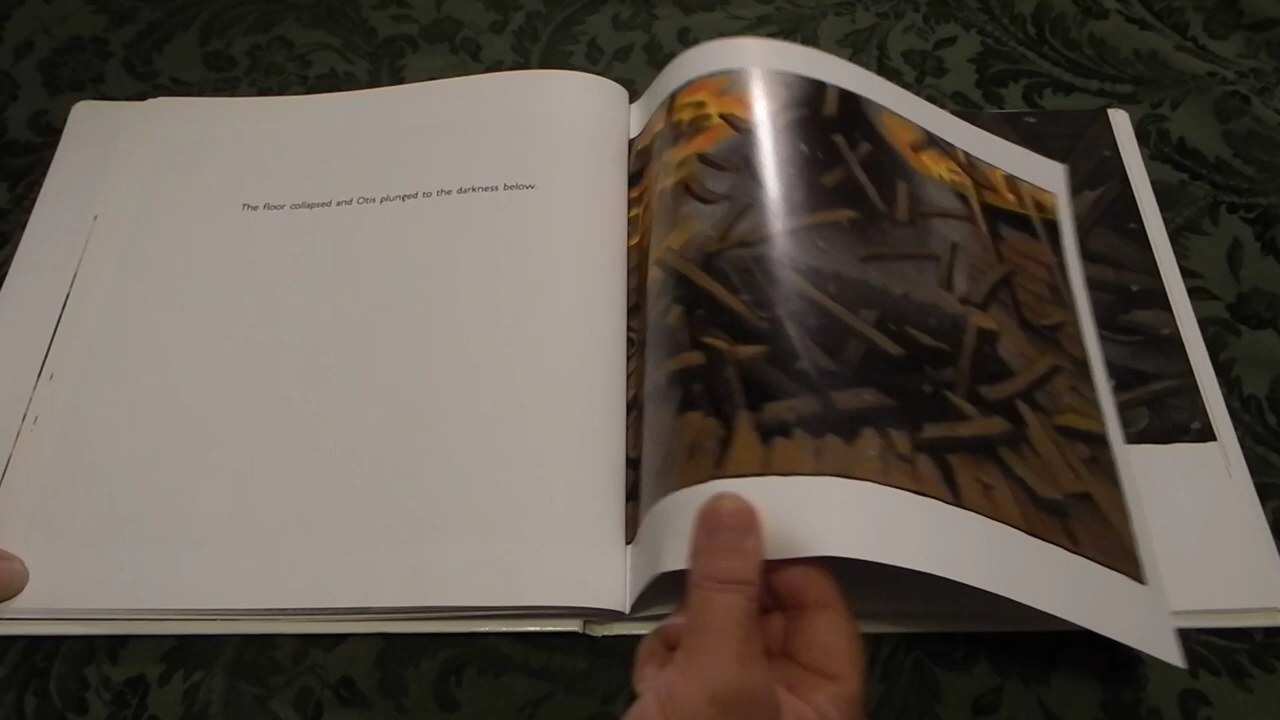 The floor collapsed and Otis plunged to the darkness below.